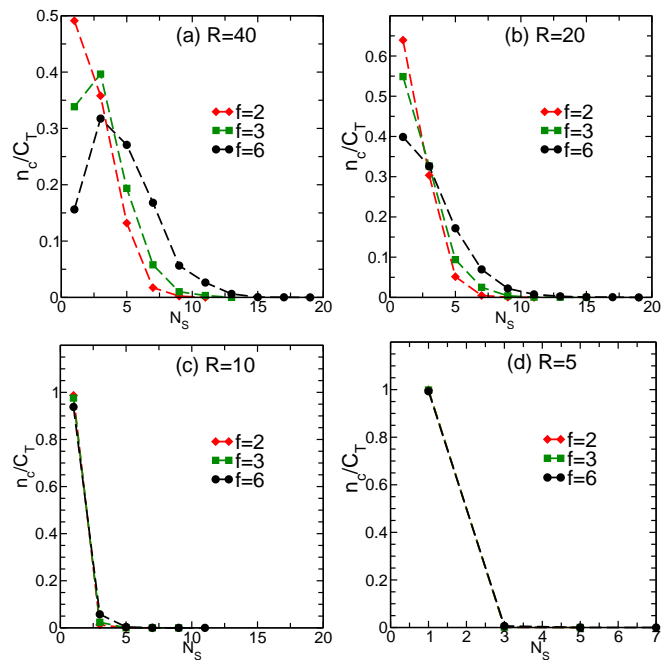 (a) R=40
n_c/C_T
0.5
0.4
0.3
0.2
0.1
0
f=2
f=3
f=6
0 5 10 15 20
N_S
(b) R=20
n_c/C_T
0.6
0.5
0.4
0.3
0.2
0.1
0
f=2
f=3
f=6
0 5 10 15 20
N_S
(c) R=10
n_c/C_T
1
0.8
0.6
0.4
0.2
0
f=2
f=3
f=6
0 5 10 15 20
N_S
(d) R=5
n_c/C_T
1
0.8
0.6
0.4
0.2
0
f=2
f=3
f=6
0 1 2 3 4 5 6 7
N_S